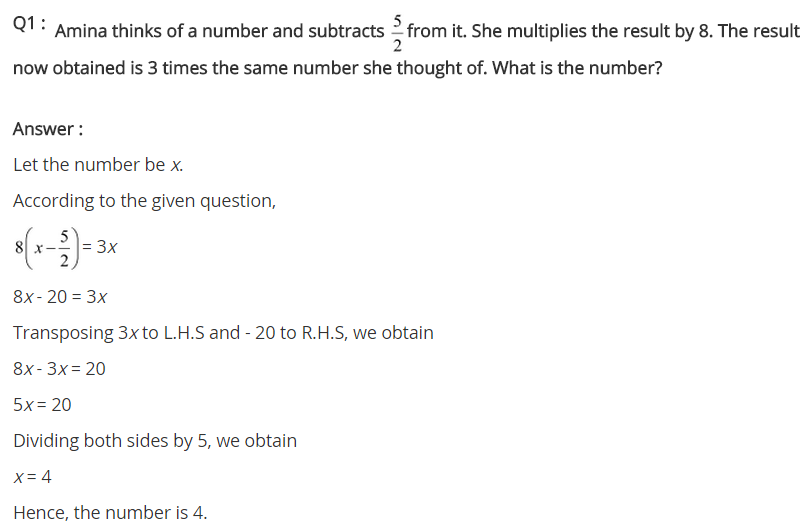 Q1 : Amina thinks of a number and subtracts 5/2 from it. She multiplies the result by 8. The result
now obtained is 3 times the same number she thought of. What is the number?
Answer :
Let the number be x.
According to the given question,
8(x - 5/2) = 3x
8x - 20 = 3x
Transposing 3x to L.H.S and - 20 to R.H.S, we obtain
8x - 3x = 20
5x = 20
Dividing both sides by 5, we obtain
x = 4
Hence, the number is 4.